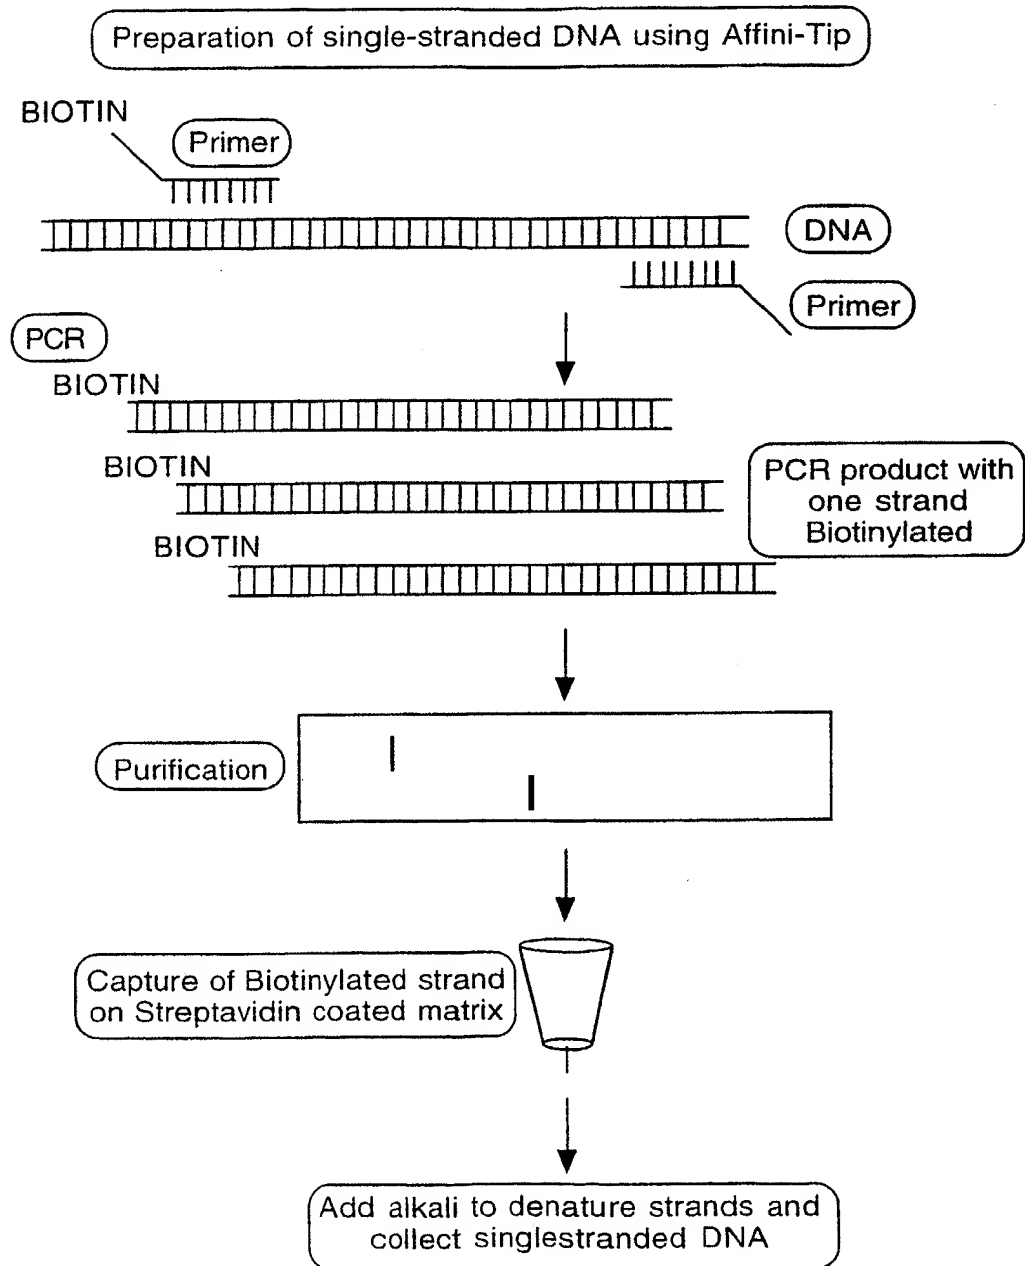 Preparation of single-stranded DNA using Affini-Tip
BIOTIN
Primer
DNA
Primer
PCR
BIOTIN
BIOTIN
BIOTIN
PCR product with
one strand
Biotinylated
Purification
Capture of Biotinylated strand
on Streptavidin coated matrix
Add alkali to denature strands and
collect singlestranded DNA